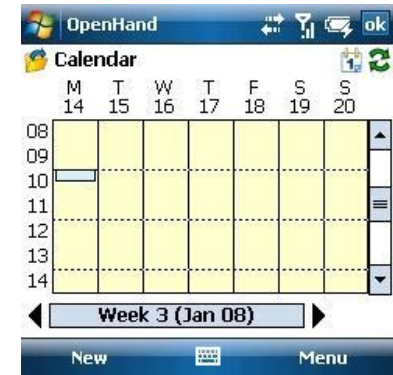 OpenHand ok
Calendar
M T W T F S S
14 15 16 17 18 19 20
08
09
10
11
12
13
14
Week 3 (Jan 08)
New Menu